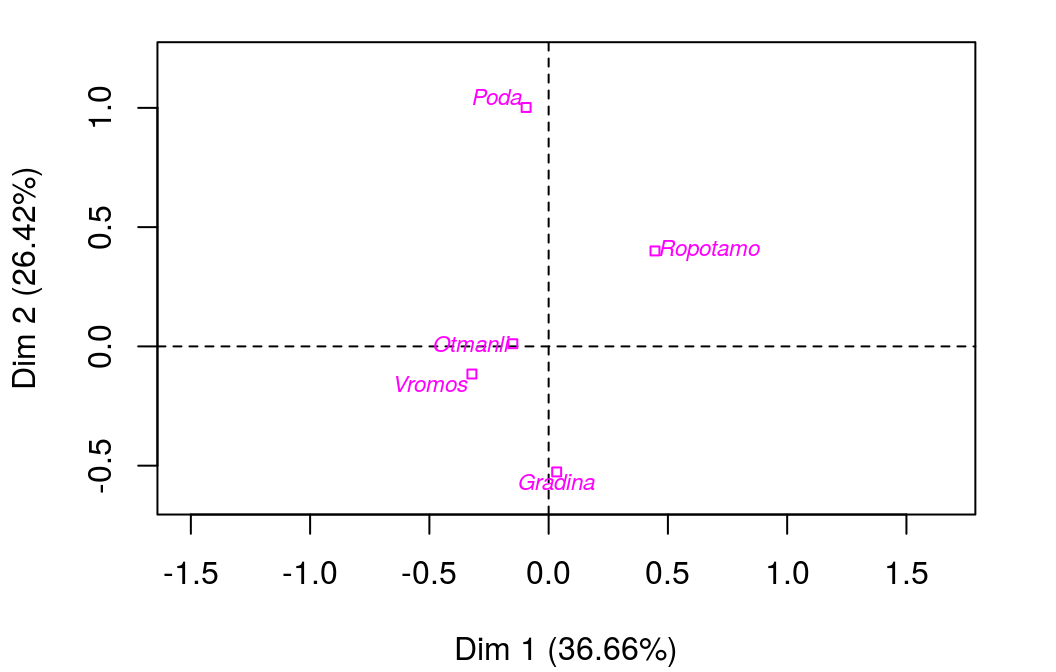 Poda
Ropotamo
Otmanli
Vromos
Gradina
1.0
0.5
0.0
-0.5
Dim 2 (26.42%)
-1.5 -1.0 -0.5 0.0 0.5 1.0 1.5
Dim 1 (36.66%)